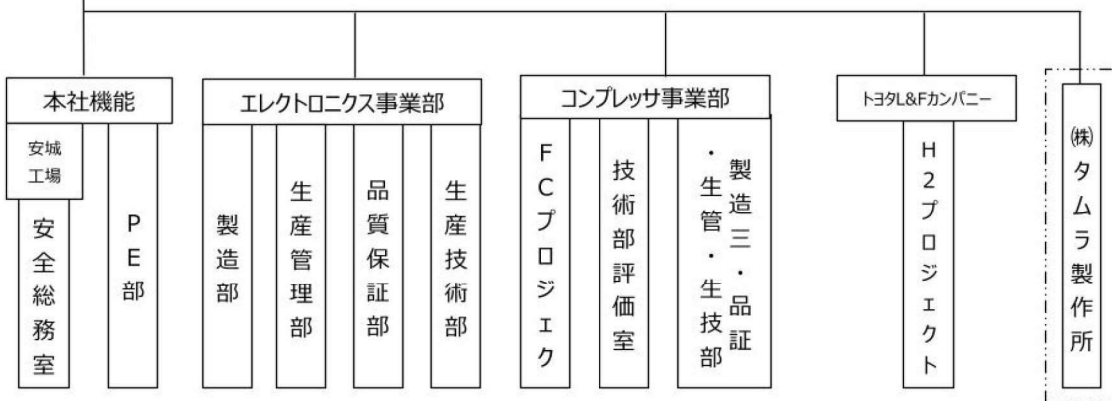 本社機能
安城
工場
安全総務室
PE部
エレクトロニクス事業部
製造部
生産管理部
品質保証部
生産技術部
コンプレッサ事業部
FCプロジェク
技術部評価室
製造三・品証
・生管・生技部
トヨタL&Fカンパニー
H2プロジェクト
㈱タムラ製作所